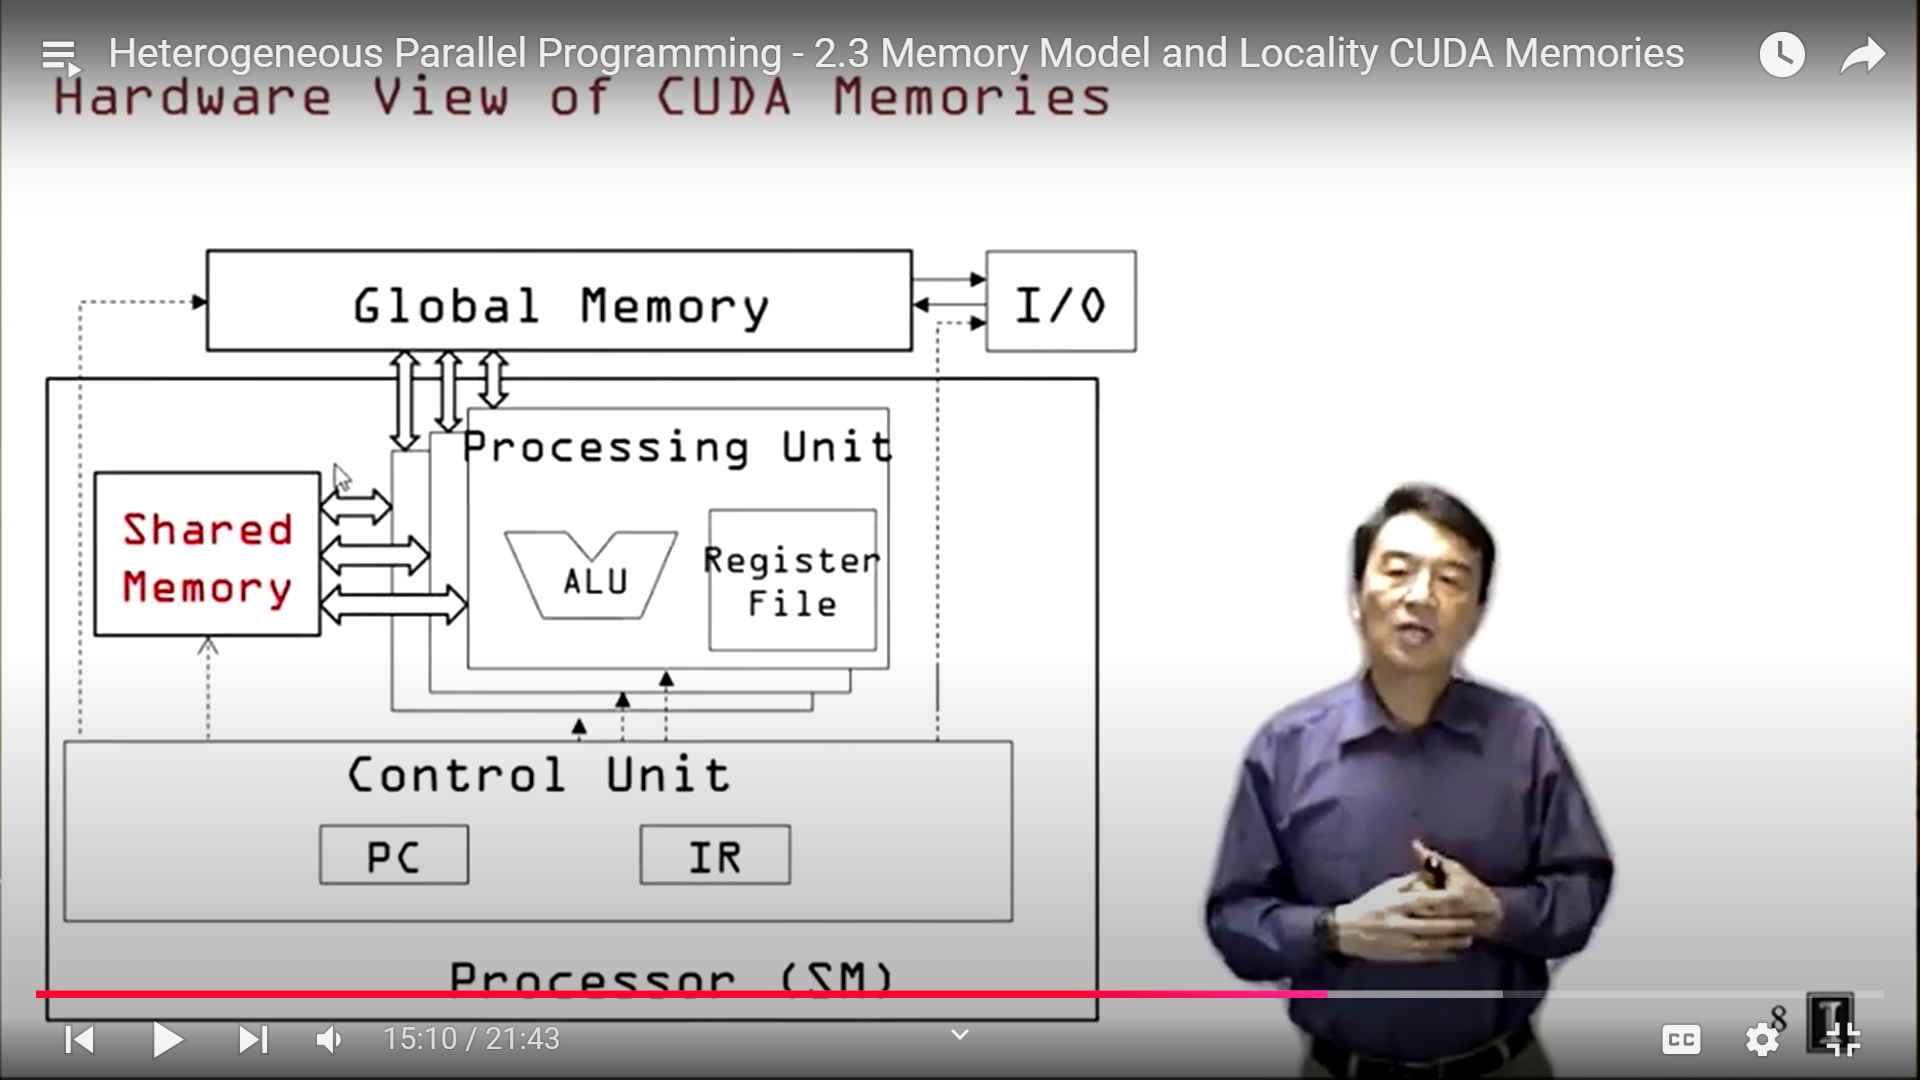 Heterogeneous Parallel Programming - 2.3 Memory Model and Locality CUDA Memories
Hardware View of CUDA Memories
Global Memory
I/O
Processing Unit
Shared
Memory
ALU
Register
File
Control Unit
PC
IR
Processor (SM)
8
I
15:10 / 21:43
CC